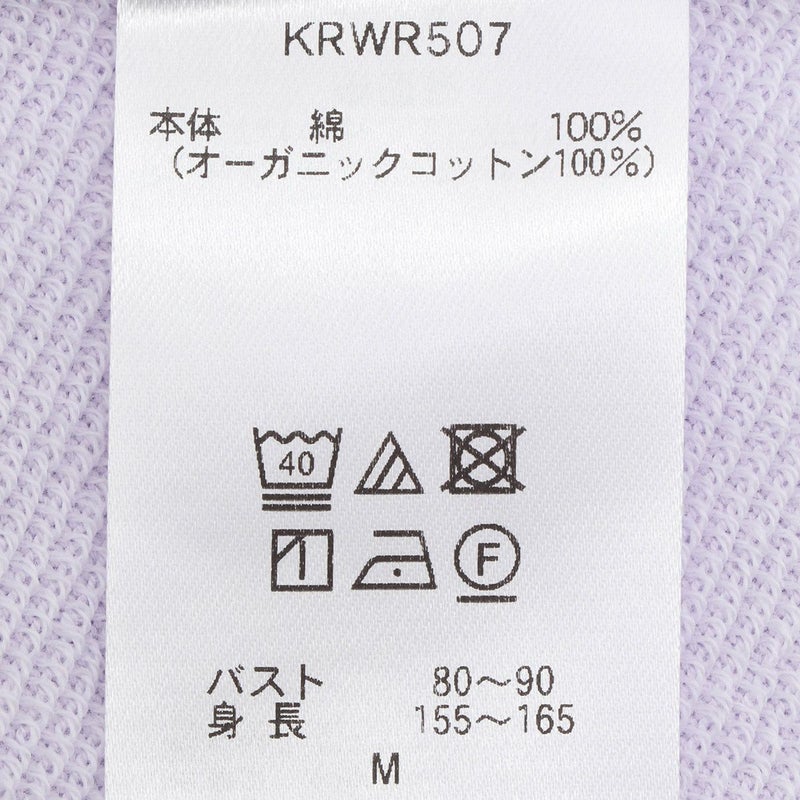 KRWR507
本体 綿 100%
(オーガニックコットン100%)
40
F
バスト 80～90
身長 155～165
M